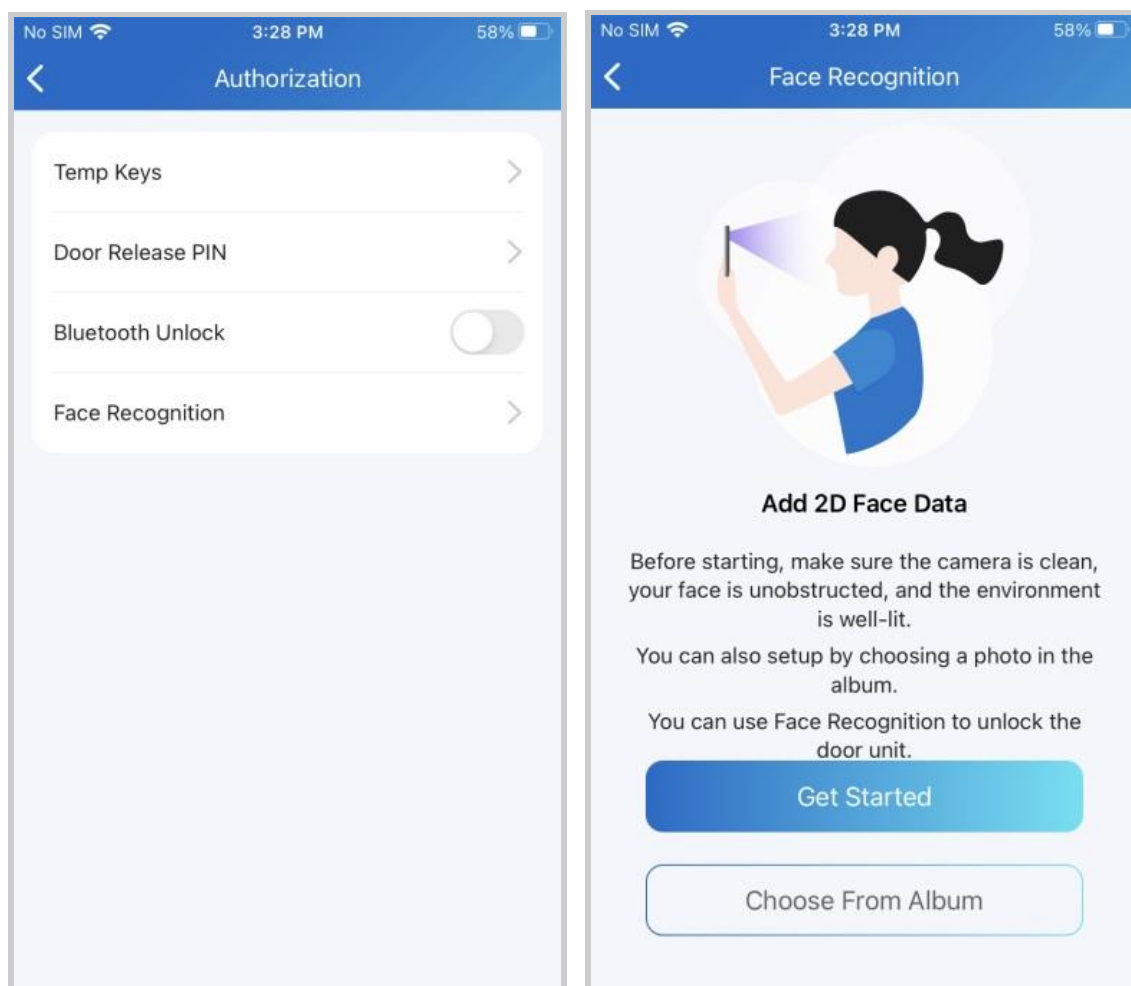 No SIM 3:28 PM 58%
Authorization
Temp Keys
Door Release PIN
Bluetooth Unlock
Face Recognition
No SIM 3:28 PM 58%
Face Recognition
Add 2D Face Data
Before starting, make sure the camera is clean,
your face is unobstructed, and the environment
is well-lit.
You can also setup by choosing a photo in the
album.
You can use Face Recognition to unlock the
door unit.
Get Started
Choose From Album